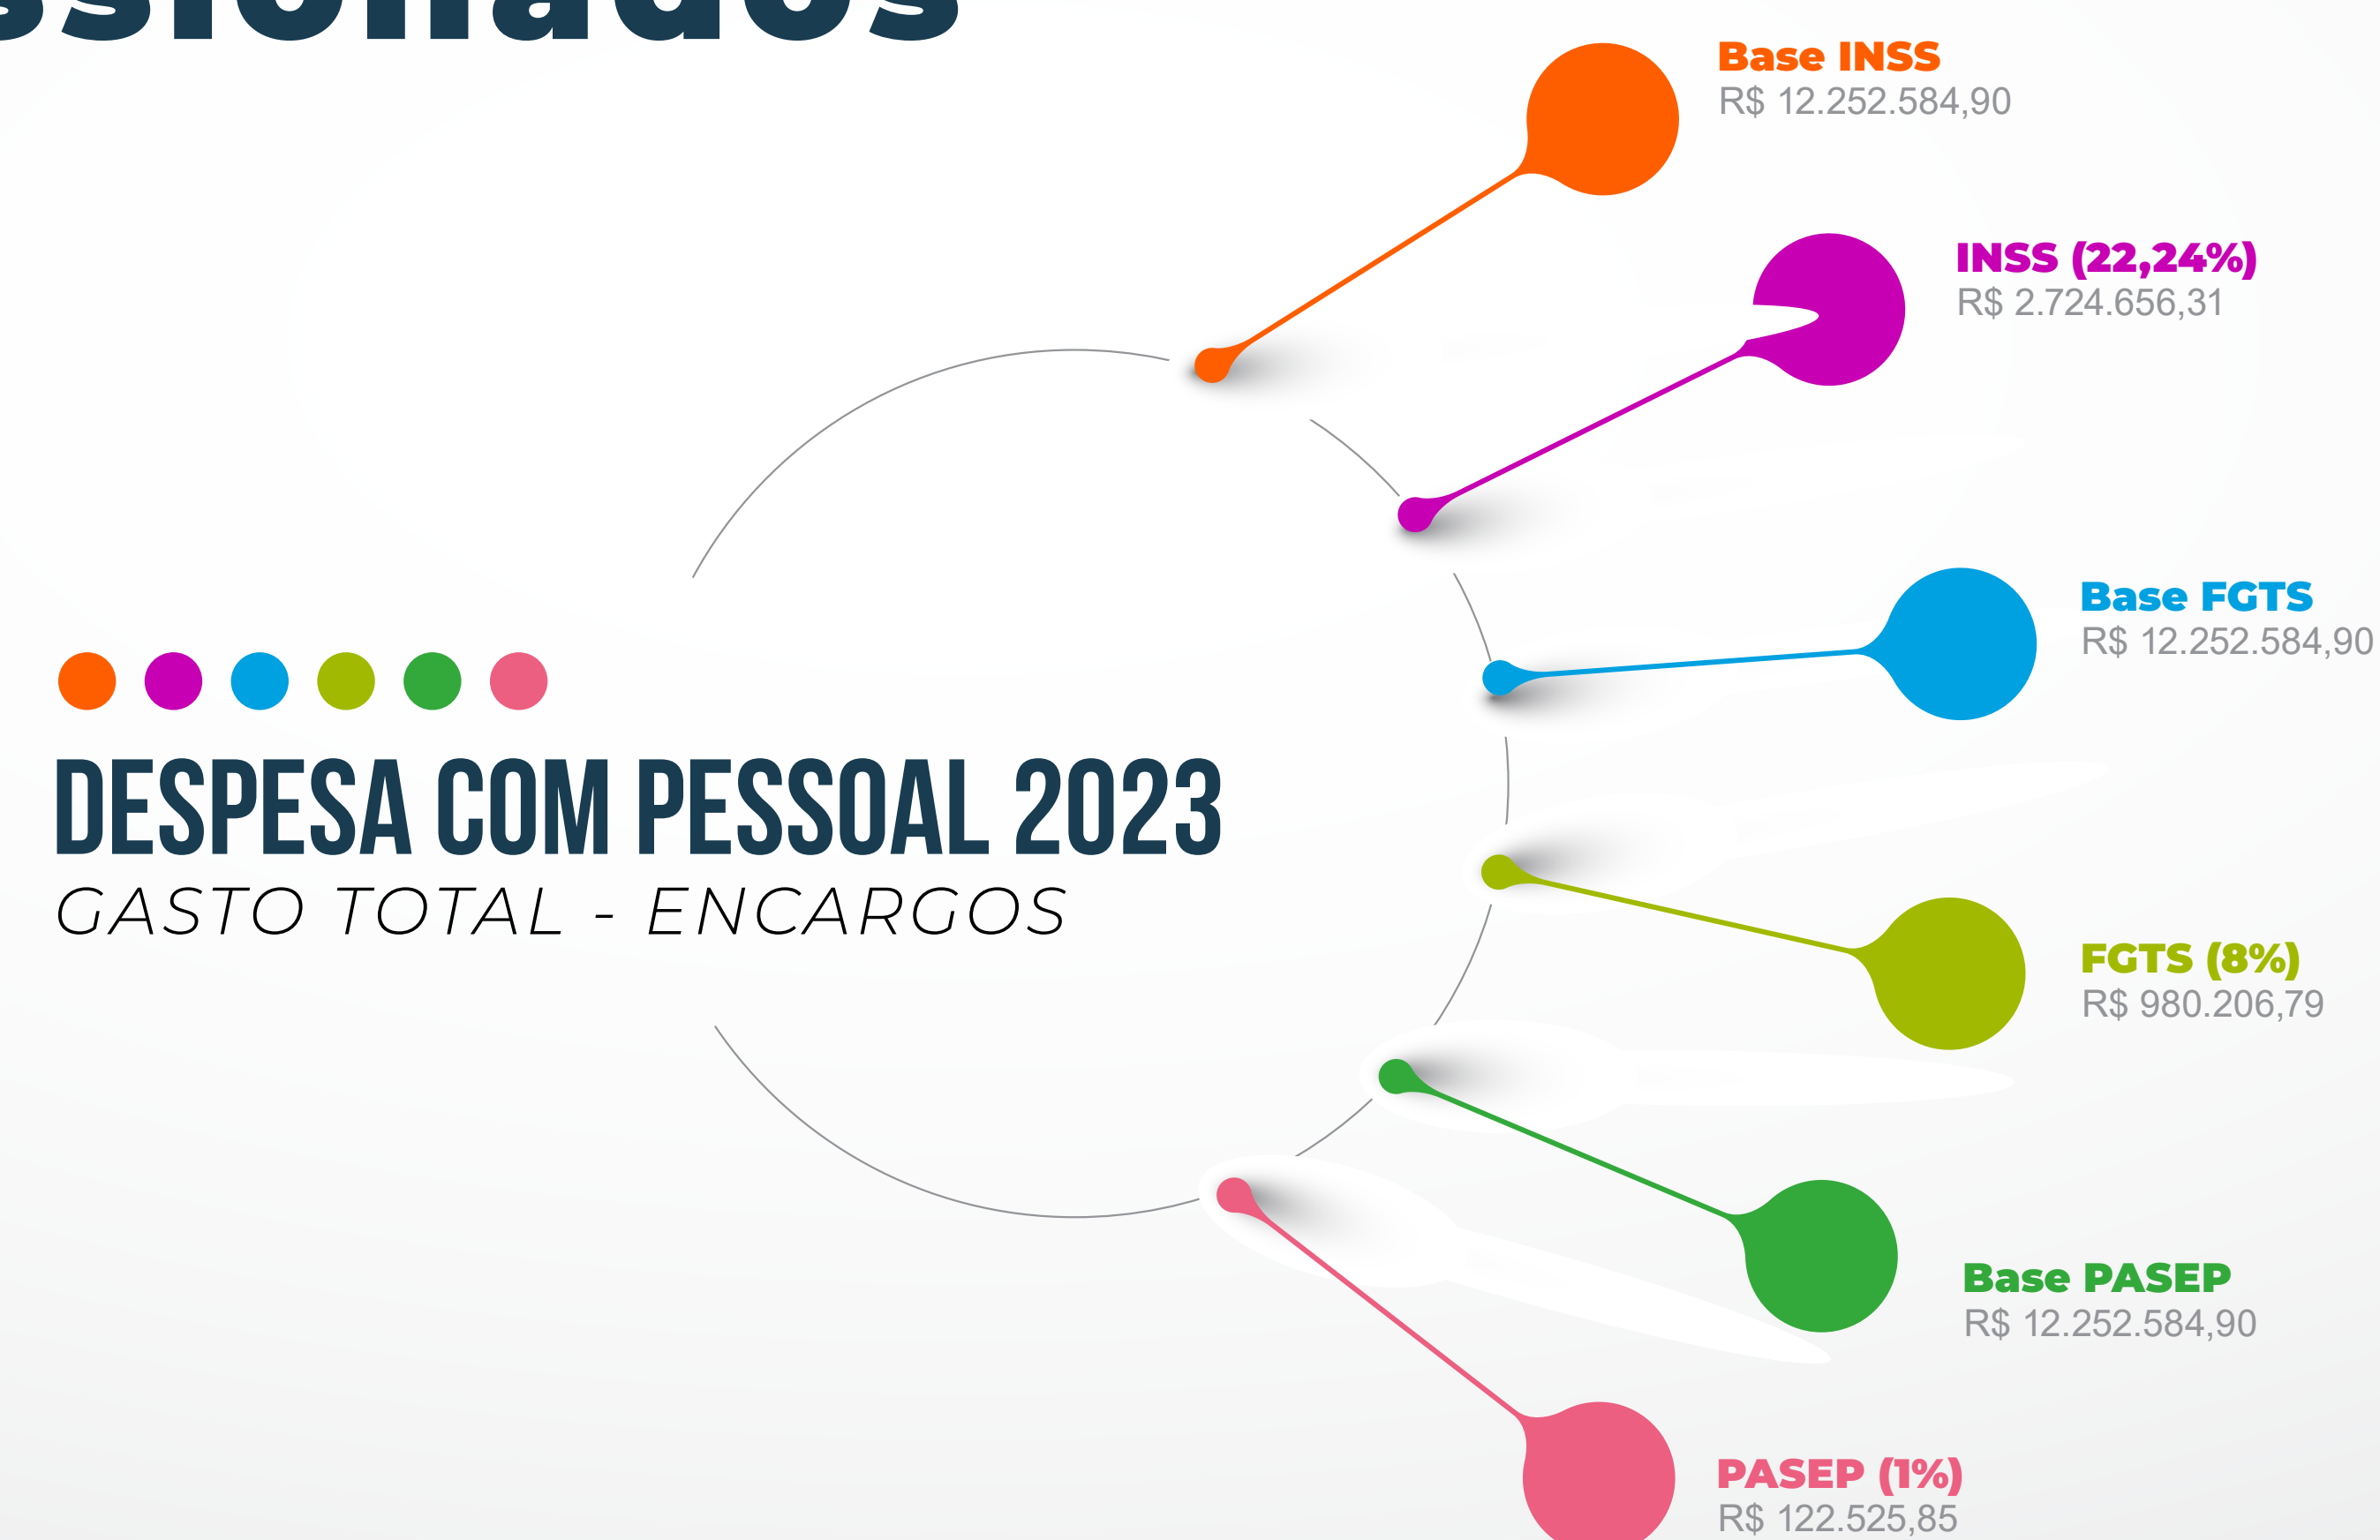 Base INSS
R$ 12.252.584,90
INSS (22,24%)
R$ 2.724.656,31
Base FGTS
R$ 12.252.584,90
DESPESA COM PESSOAL 2023
GASTO TOTAL - ENCARGOS
FGTS (8%)
R$ 980.206,79
Base PASEP
R$ 12.252.584,90
PASEP (1%)
R$ 122.525,85